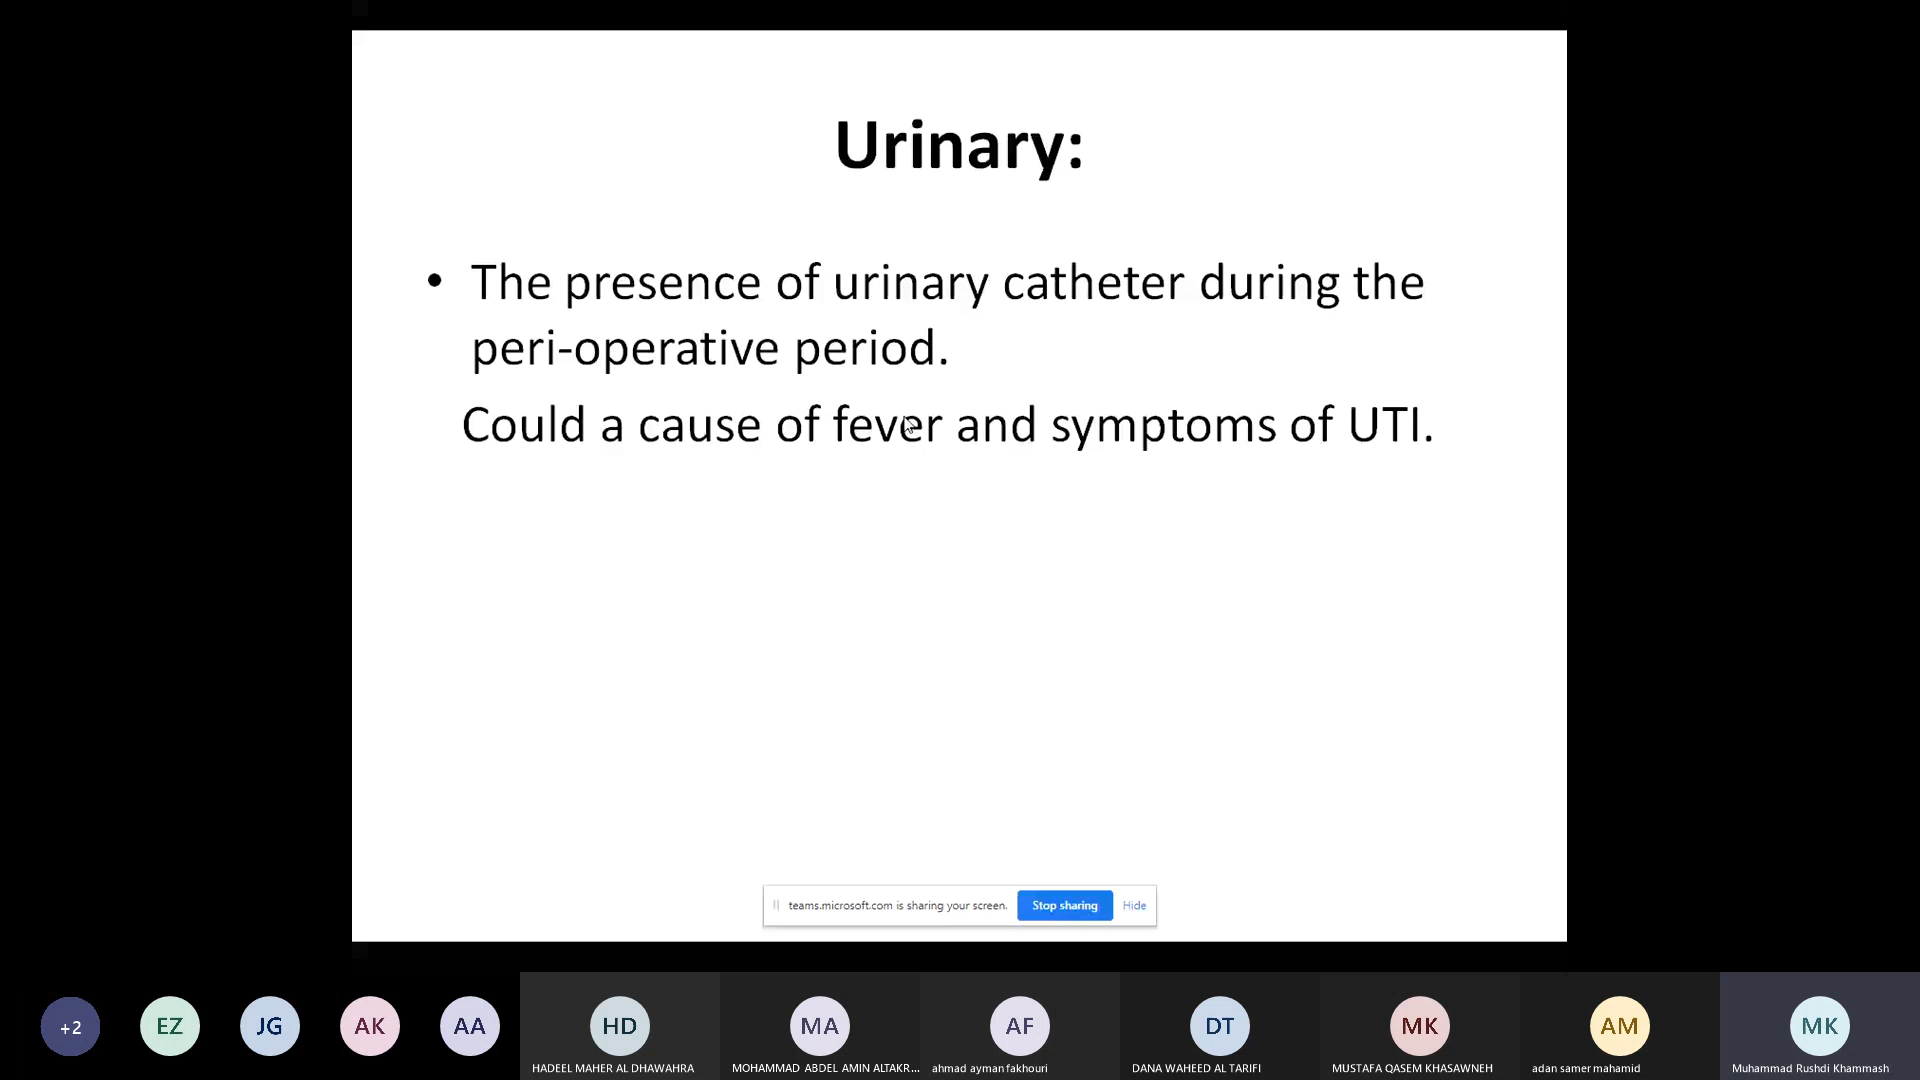 Urinary:
• The presence of urinary catheter during the
peri-operative period.
Could a cause of fever and symptoms of UTI.
teams.microsoft.com is sharing your screen. Stop sharing Hide
+2 EZ JG AK AA HD MA AF DT MK AM MK
HADEEL MAHER AL DHAWAHRA MOHAMMAD ABDEL AMIN ALTAKR... ahmad ayman fakhouri DANA WAHEED AL TARIFI MUSTAFA QASEM KHASAWNEH adan samer mahamid Muhammad Rushdi Khammash